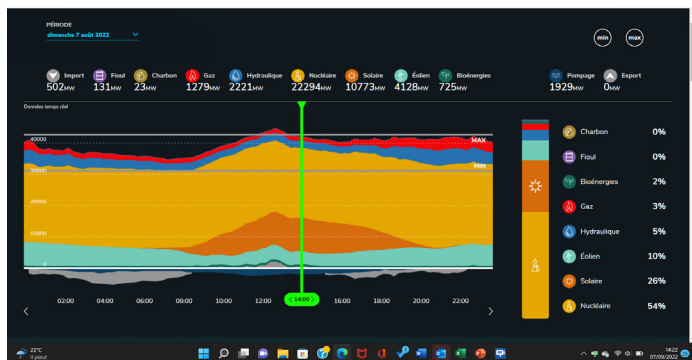 PÉRIODE
dimanche 7 août 2022
min max
Import Fioul Charbon Gaz Hydraulique Nucléaire Solaire Éolien Bioénergies Pompage Export
502MW 131MW 23MW 1279MW 2221MW 22294MW 10773MW 4128MW 725MW 1929MW 0MW
Données temps réel
40000
MAX
30000
MIN
20000
10000
0
02:00 04:00 06:00 08:00 10:00 12:00 14:00 16:00 18:00 20:00 22:00
Charbon 0%
Fioul 0%
Bioénergies 2%
Gaz 3%
Hydraulique 5%
Éolien 10%
Solaire 26%
Nucléaire 54%
22°C
Il pleut
14:22
07/09/2022